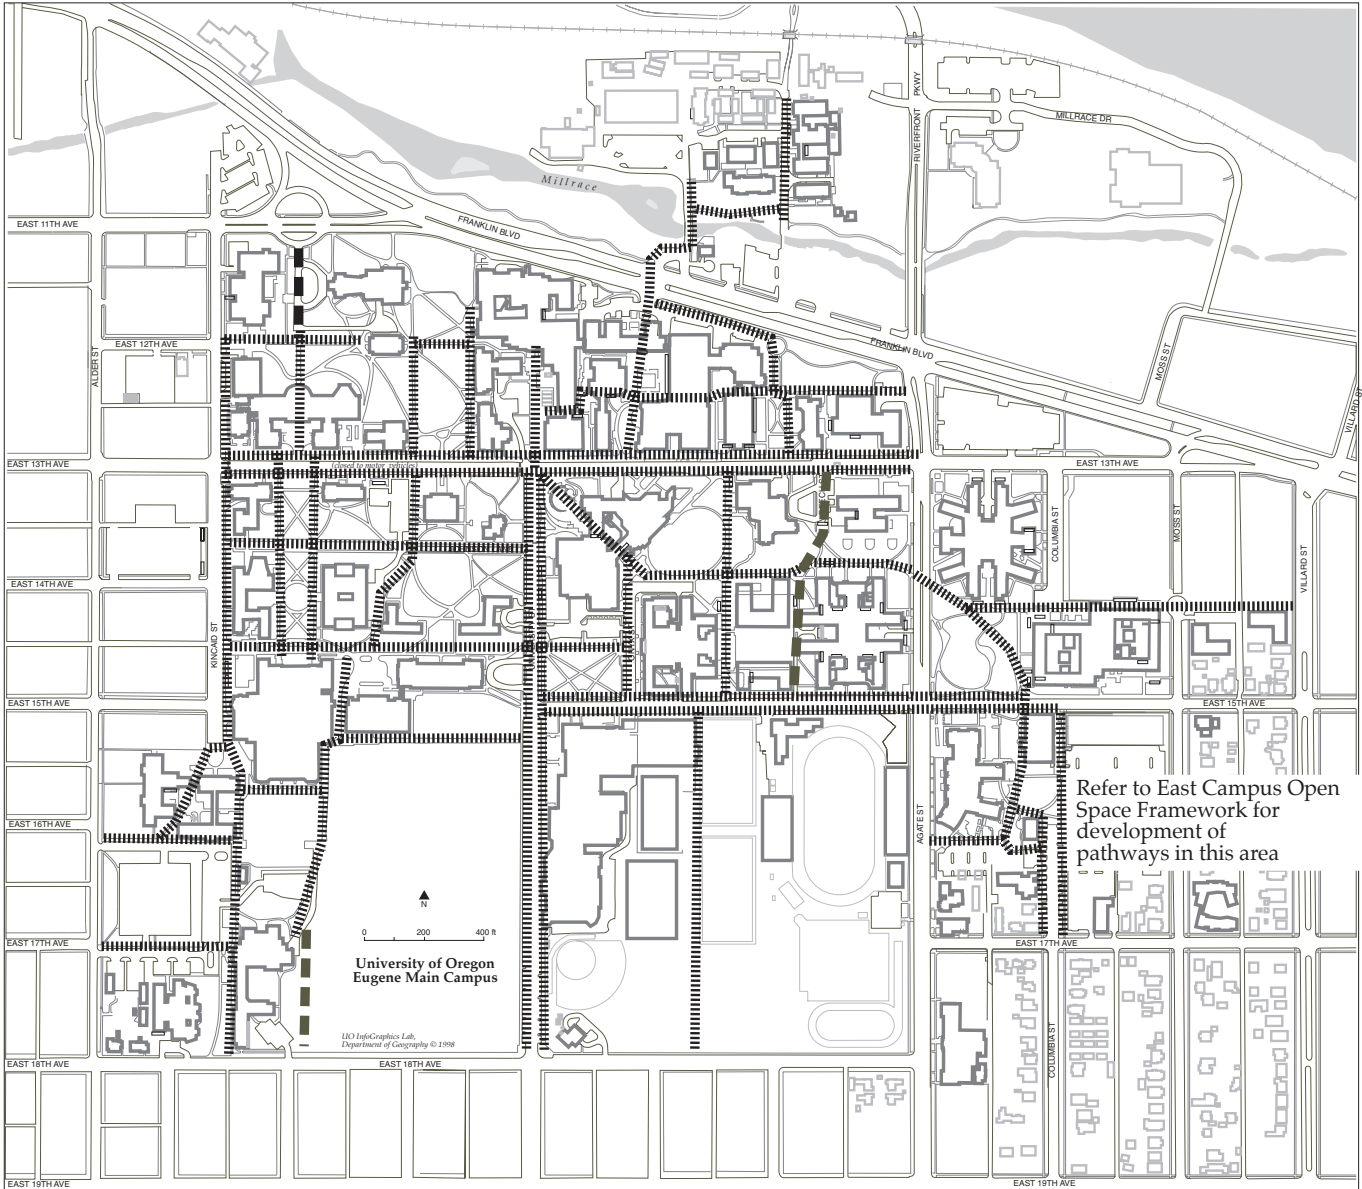 RIVERFRONT PKWY
MILLRACE DR
Millrace
EAST 11TH AVE
FRANKLIN BLVD
EAST 12TH AVE
FRANKLIN BLVD
ALDER ST
MOSS ST
VILLARD ST
EAST 13TH AVE
(closed to motor vehicles)
EAST 13TH AVE
COLUMBIA ST
MOSS ST
VILLARD ST
EAST 14TH AVE
KINCAID ST
EAST 15TH AVE
EAST 15TH AVE
Refer to East Campus Open
Space Framework for
development of
pathways in this area
EAST 16TH AVE
AGATE ST
N
0 200 400 ft
EAST 17TH AVE
EAST 17TH AVE
University of Oregon
Eugene Main Campus
UO InfoGraphics Lab,
Department of Geography © 1998
COLUMBIA ST
EAST 18TH AVE
EAST 18TH AVE
EAST 19TH AVE
EAST 19TH AVE